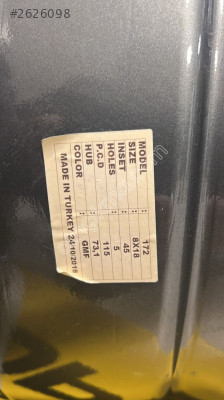 #2626098
MODEL : 172
SIZE : 8X18
INSET : 45
HOLES : 5
P.C.D : 115
HUB : 73,1
COLOR : GMF
MADE IN TURKEY 24/10/2018